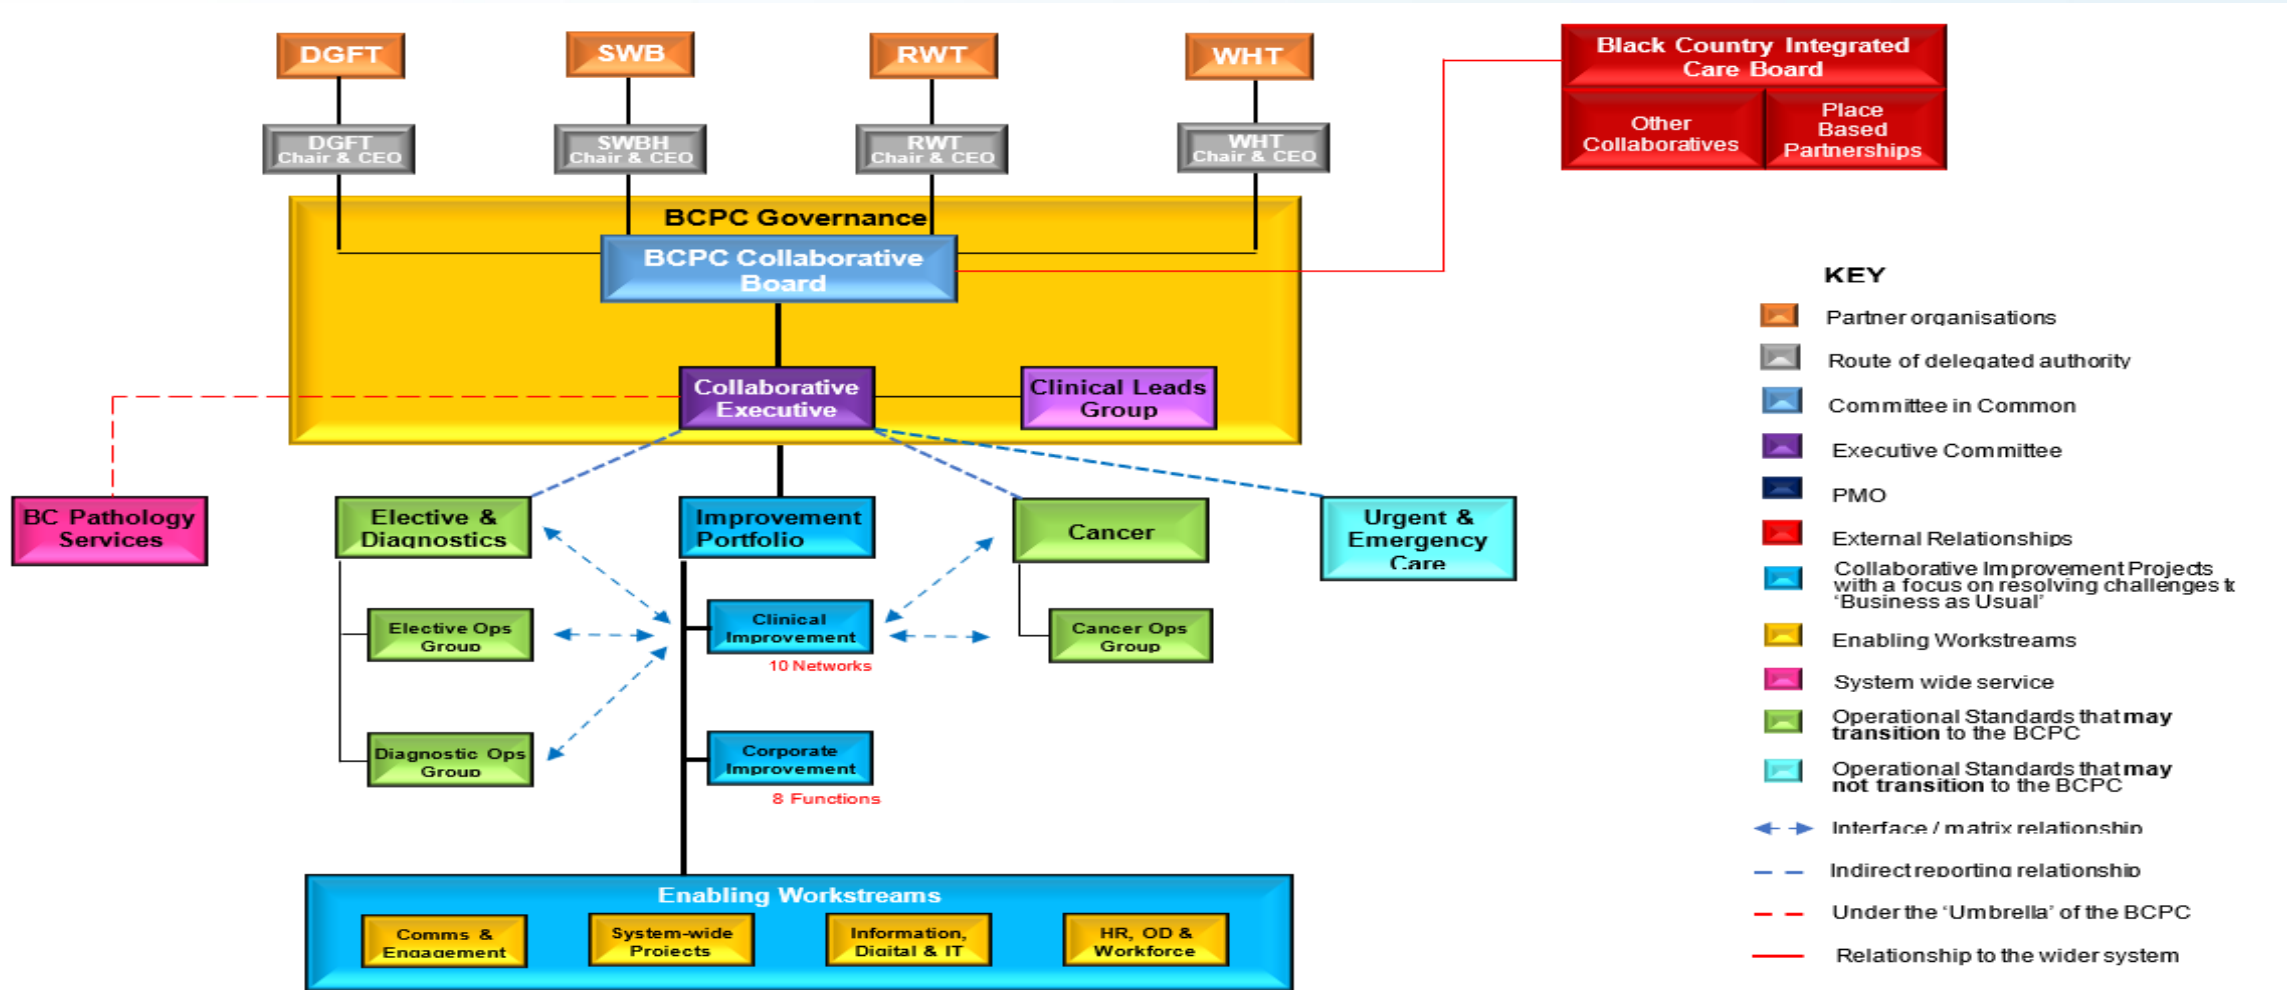 DGFT
SWB
RWT
WHT
Black Country Integrated
Care Board
Other
Collaboratives
Place
Based
Partnerships
DGFT
Chair & CEO
SWBH
Chair & CEO
RWT
Chair & CEO
WHT
Chair & CEO
BCPC Governance
BCPC Collaborative
Board
Collaborative
Executive
Clinical Leads
Group
BC Pathology
Services
Elective &
Diagnostics
Improvement
Portfolio
Cancer
Urgent &
Emergency
Care
Elective Ops
Group
Clinical
Improvement
10 Networks
Cancer Ops
Group
Diagnostic Ops
Group
Corporate
Improvement
8 Functions
Enabling Workstreams
Comms &
Engagement
System-wide
Projects
Information,
Digital & IT
HR, OD &
Workforce
KEY
Partner organisations
Route of delegated authority
Committee in Common
Executive Committee
PMO
External Relationships
Collaborative Improvement Projects
with a focus on resolving challenges
'Business as Usual'
Enabling Workstreams
System wide service
Operational Standards that may
transition to the BCPC
Operational Standards that may
not transition to the BCPC
Interface / matrix relationship
Indirect reporting relationship
Under the 'Umbrella' of the BCPC
Relationship to the wider system